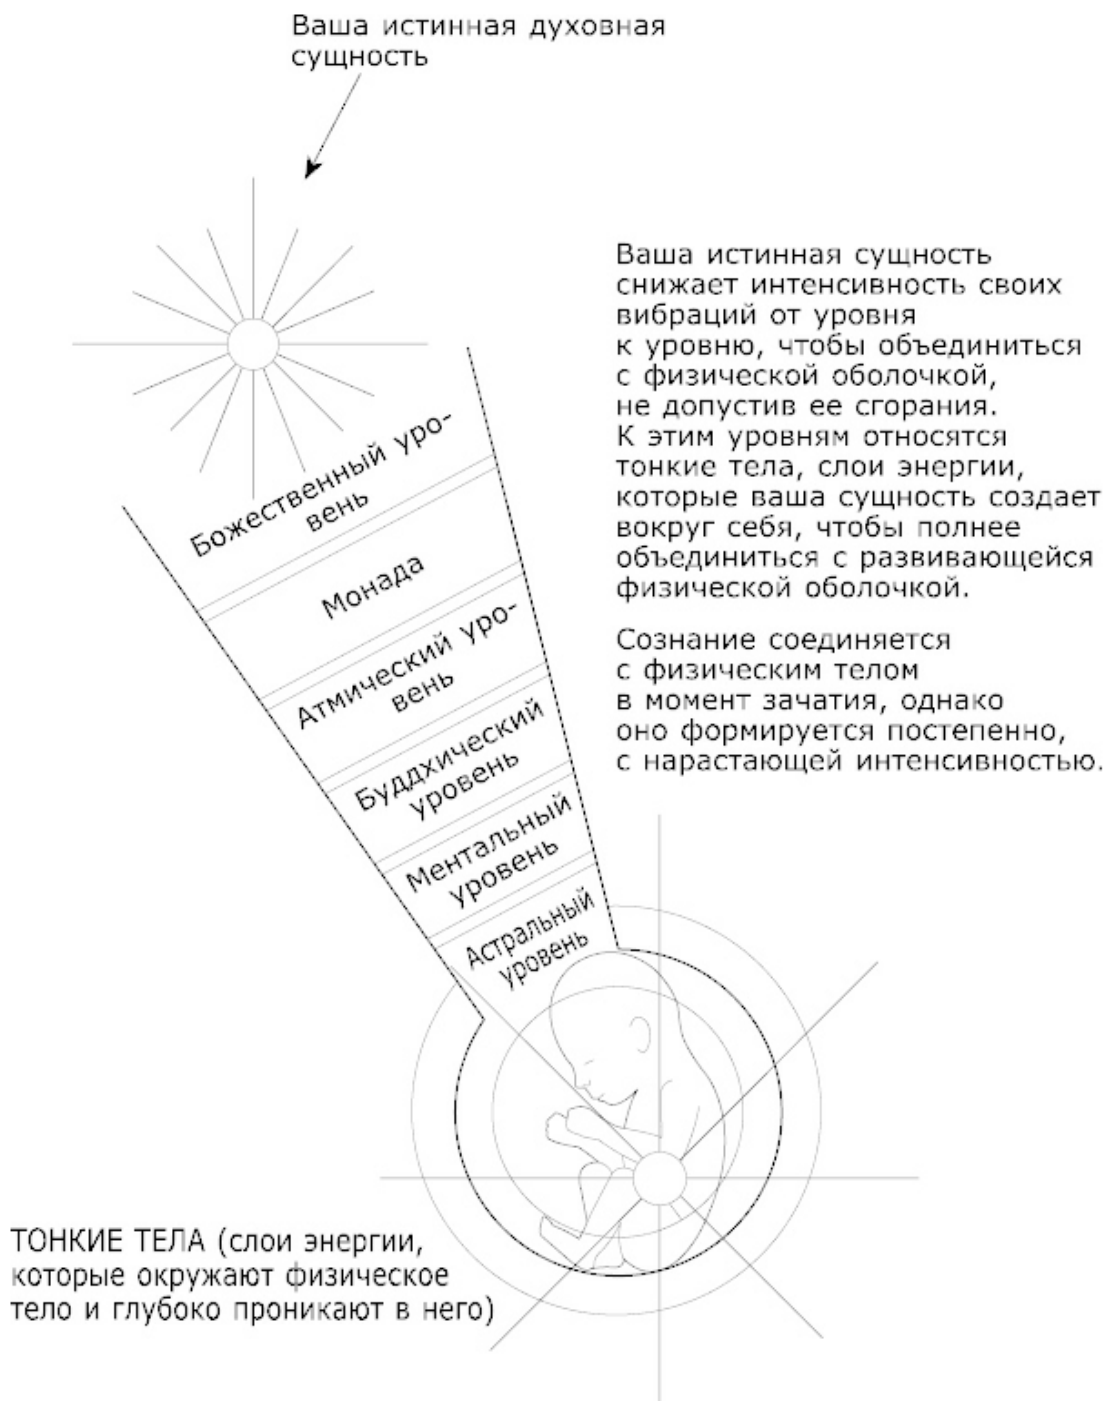 Ваша истинная духовная
сущность
Ваша истинная сущность
снижает интенсивность своих
вибраций от уровня
к уровню, чтобы объединиться
с физической оболочкой,
не допустив ее сгорания.
К этим уровням относятся
тонкие тела, слои энергии,
которые ваша сущность создает
вокруг себя, чтобы полнее
объединиться с развивающейся
физической оболочкой.
Сознание соединяется
с физическим телом
в момент зачатия, однако
оно формируется постепенно,
с нарастающей интенсивностью.
Божественный уро-
вень
Монада
Атмический уро-
вень
Буддхический
уровень
Ментальный
уровень
Астральный
уровень
ТОНКИЕ ТЕЛА (слои энергии,
которые окружают физическое
тело и глубоко проникают в него)